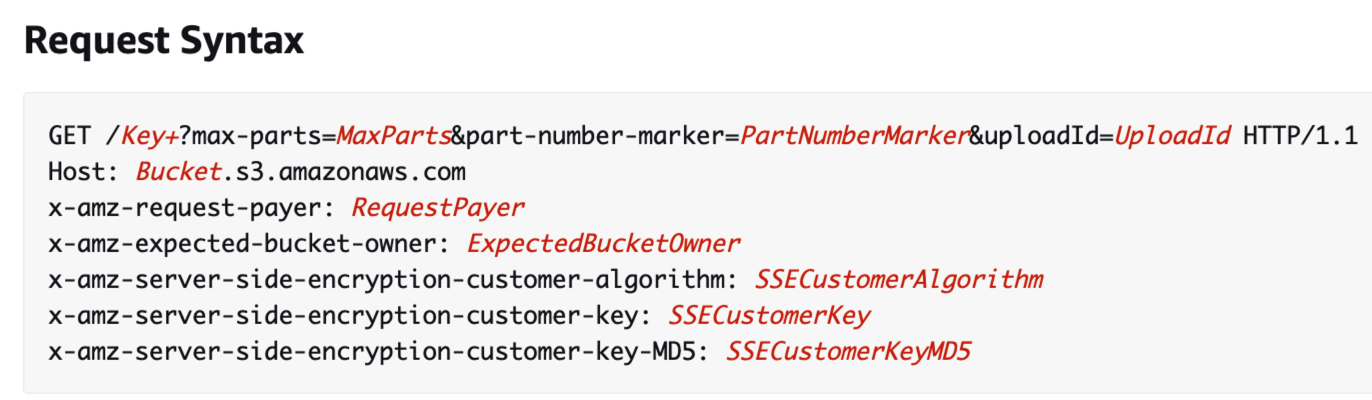 Request Syntax
GET /Key+?max-parts=MaxParts&part-number-marker=PartNumberMarker&uploadId=UploadId HTTP/1.1
Host: Bucket.s3.amazonaws.com
x-amz-request-payer: RequestPayer
x-amz-expected-bucket-owner: ExpectedBucketOwner
x-amz-server-side-encryption-customer-algorithm: SSECustomerAlgorithm
x-amz-server-side-encryption-customer-key: SSECustomerKey
x-amz-server-side-encryption-customer-key-MD5: SSECustomerKeyMD5